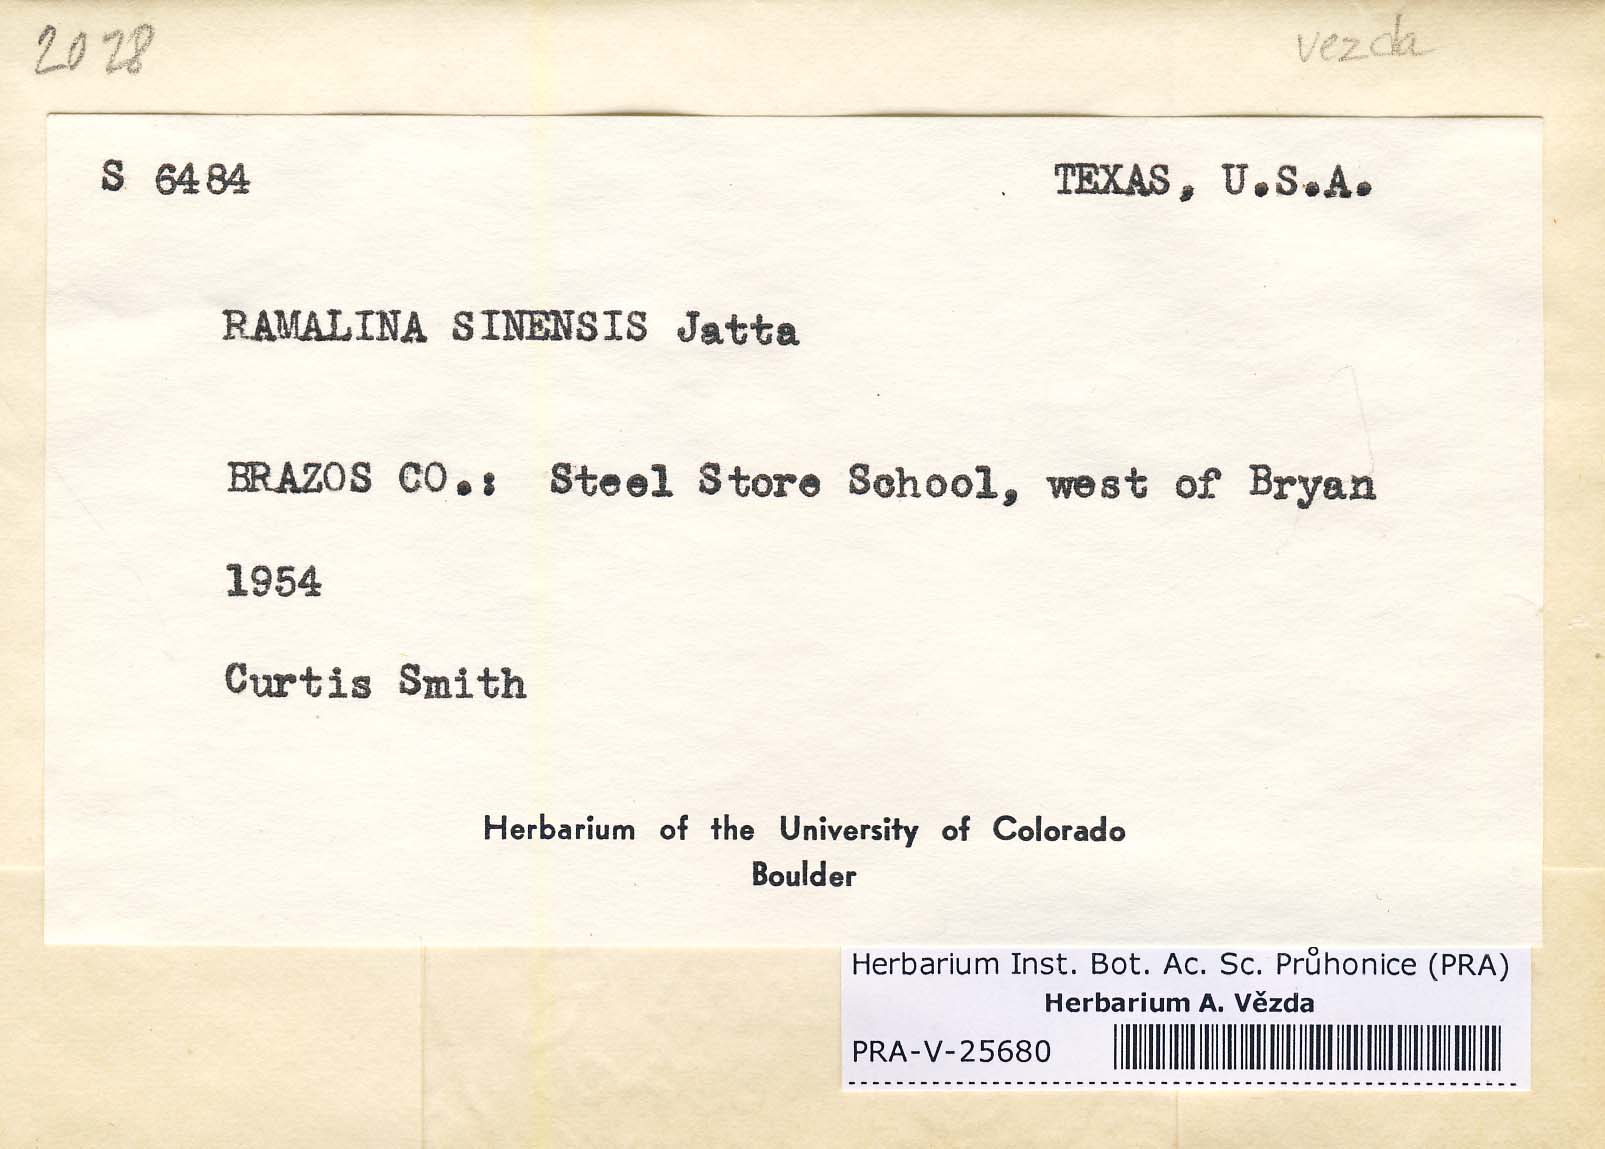 2028 vezda
S 6484 TEXAS, U.S.A.
RAMALINA SINENSIS Jatta
BRAZOS CO.: Steel Store School, west of Bryan
1954
Curtis Smith
Herbarium of the University of Colorado
Boulder
Herbarium Inst. Bot. Ac. Sc. Průhonice (PRA)
Herbarium A. Vězda
PRA-V-25680